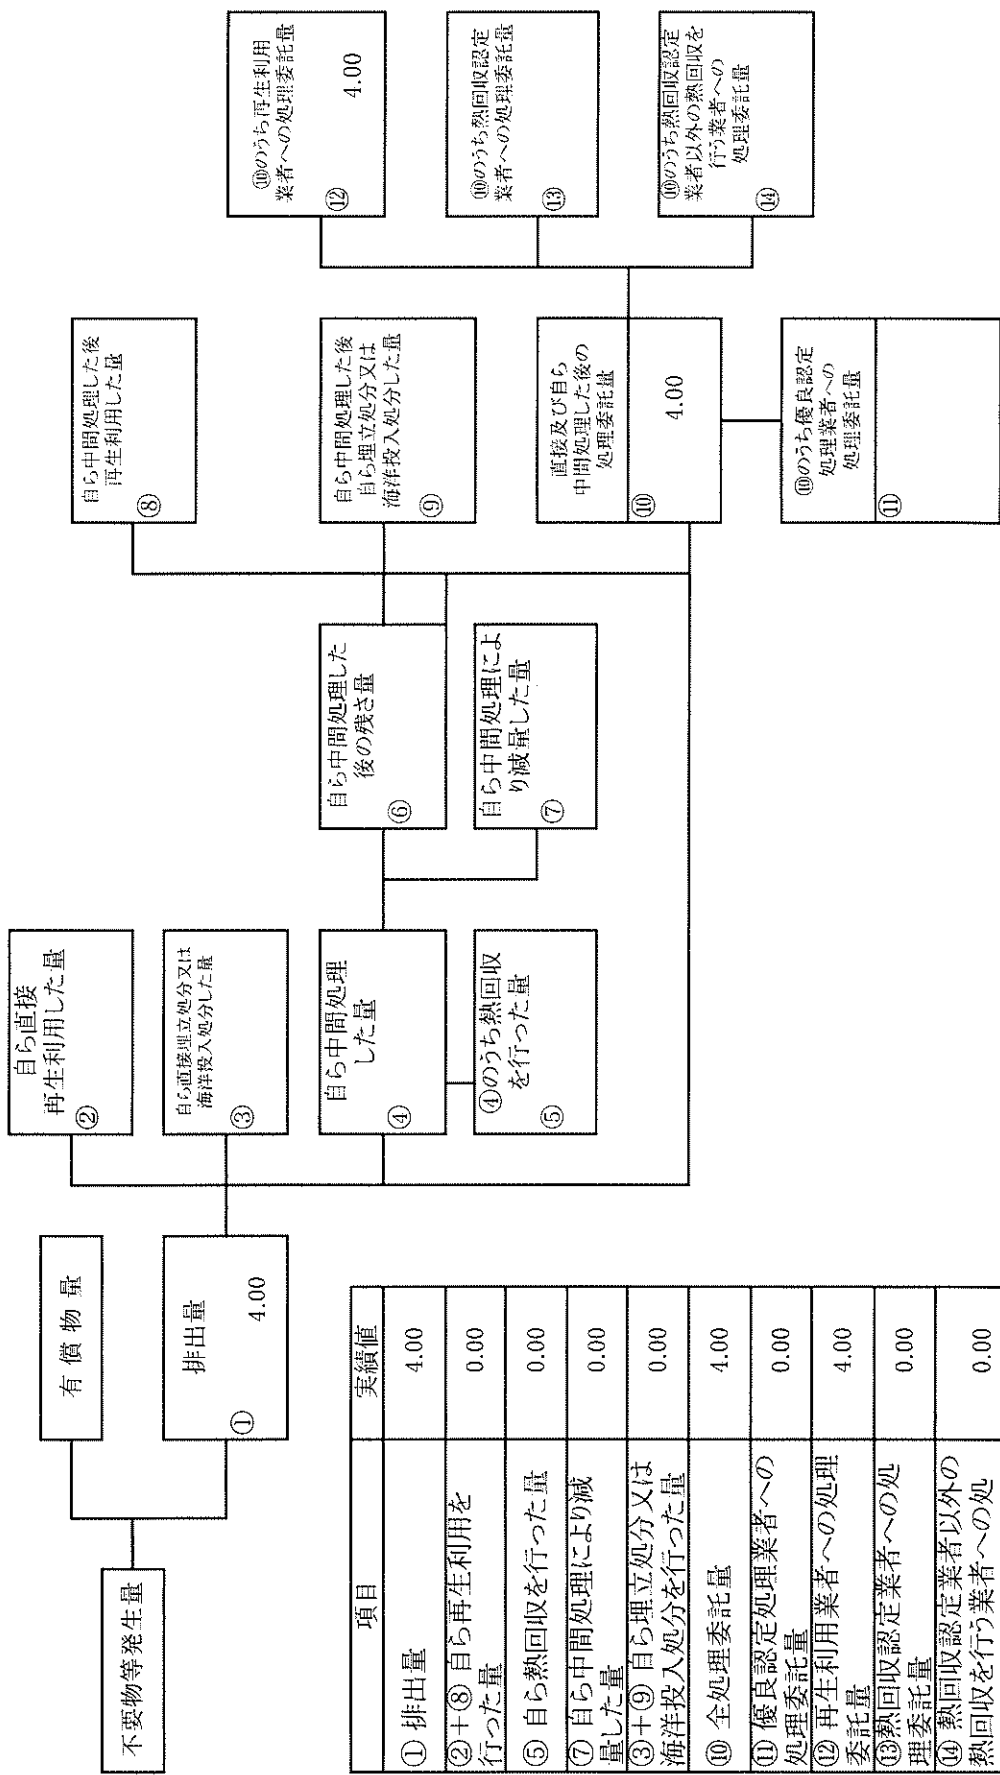 不要物等発生量
有償物量
排出量
① 4.00
自ら直接
再生利用した量
②
自ら直接埋立処分又は
海洋投入処分した量
③
自ら中間処理
した量
④
④のうち熱回収
を行った量
⑤
自ら中間処理した
後の残さ量
⑥
自ら中間処理によ
り減量した量
⑦
自ら中間処理した後
再生利用した量
⑧
自ら中間処理した後
自ら埋立処分又は
海洋投入処分した量
⑨
直接及び自ら
中間処理した後の
処理委託量
⑩ 4.00
⑩のうち優良認定
処理業者への
処理委託量
⑪
⑩のうち再生利用
業者への処理委託量
⑫ 4.00
⑩のうち熱回収認定
業者への処理委託量
⑬
⑩のうち熱回収認定
業者以外の熱回収を
行う業者への
処理委託量
⑭
項目 実績値
① 排出量 4.00
②+⑧ 自ら再生利用を
行った量 0.00
⑤ 自ら熱回収を行った量 0.00
⑦ 自ら中間処理により減
量した量 0.00
③+⑨ 自ら埋立処分又は
海洋投入処分を行った量 0.00
⑩ 全処理委託量 4.00
⑪ 優良認定処理業者への
処理委託量 0.00
⑫ 再生利用業者への処理
委託量 4.00
⑬熱回収認定業者への処
理委託量 0.00
⑭ 熱回収認定業者以外の
熱回収を行う業者への処 0.00